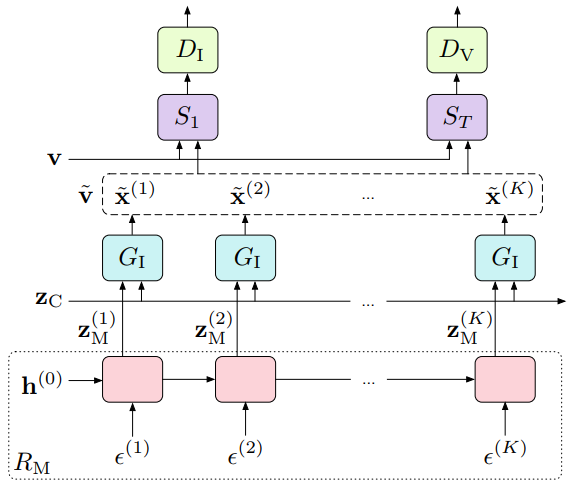 D_I D_V
S_1 S_T
v
ṽ x̃^(1) x̃^(2) ... x̃^(K)
G_I G_I G_I
z_C ...
z_M^(1) z_M^(2) z_M^(K)
h^(0) ...
ϵ^(1) ϵ^(2) ϵ^(K)
R_M